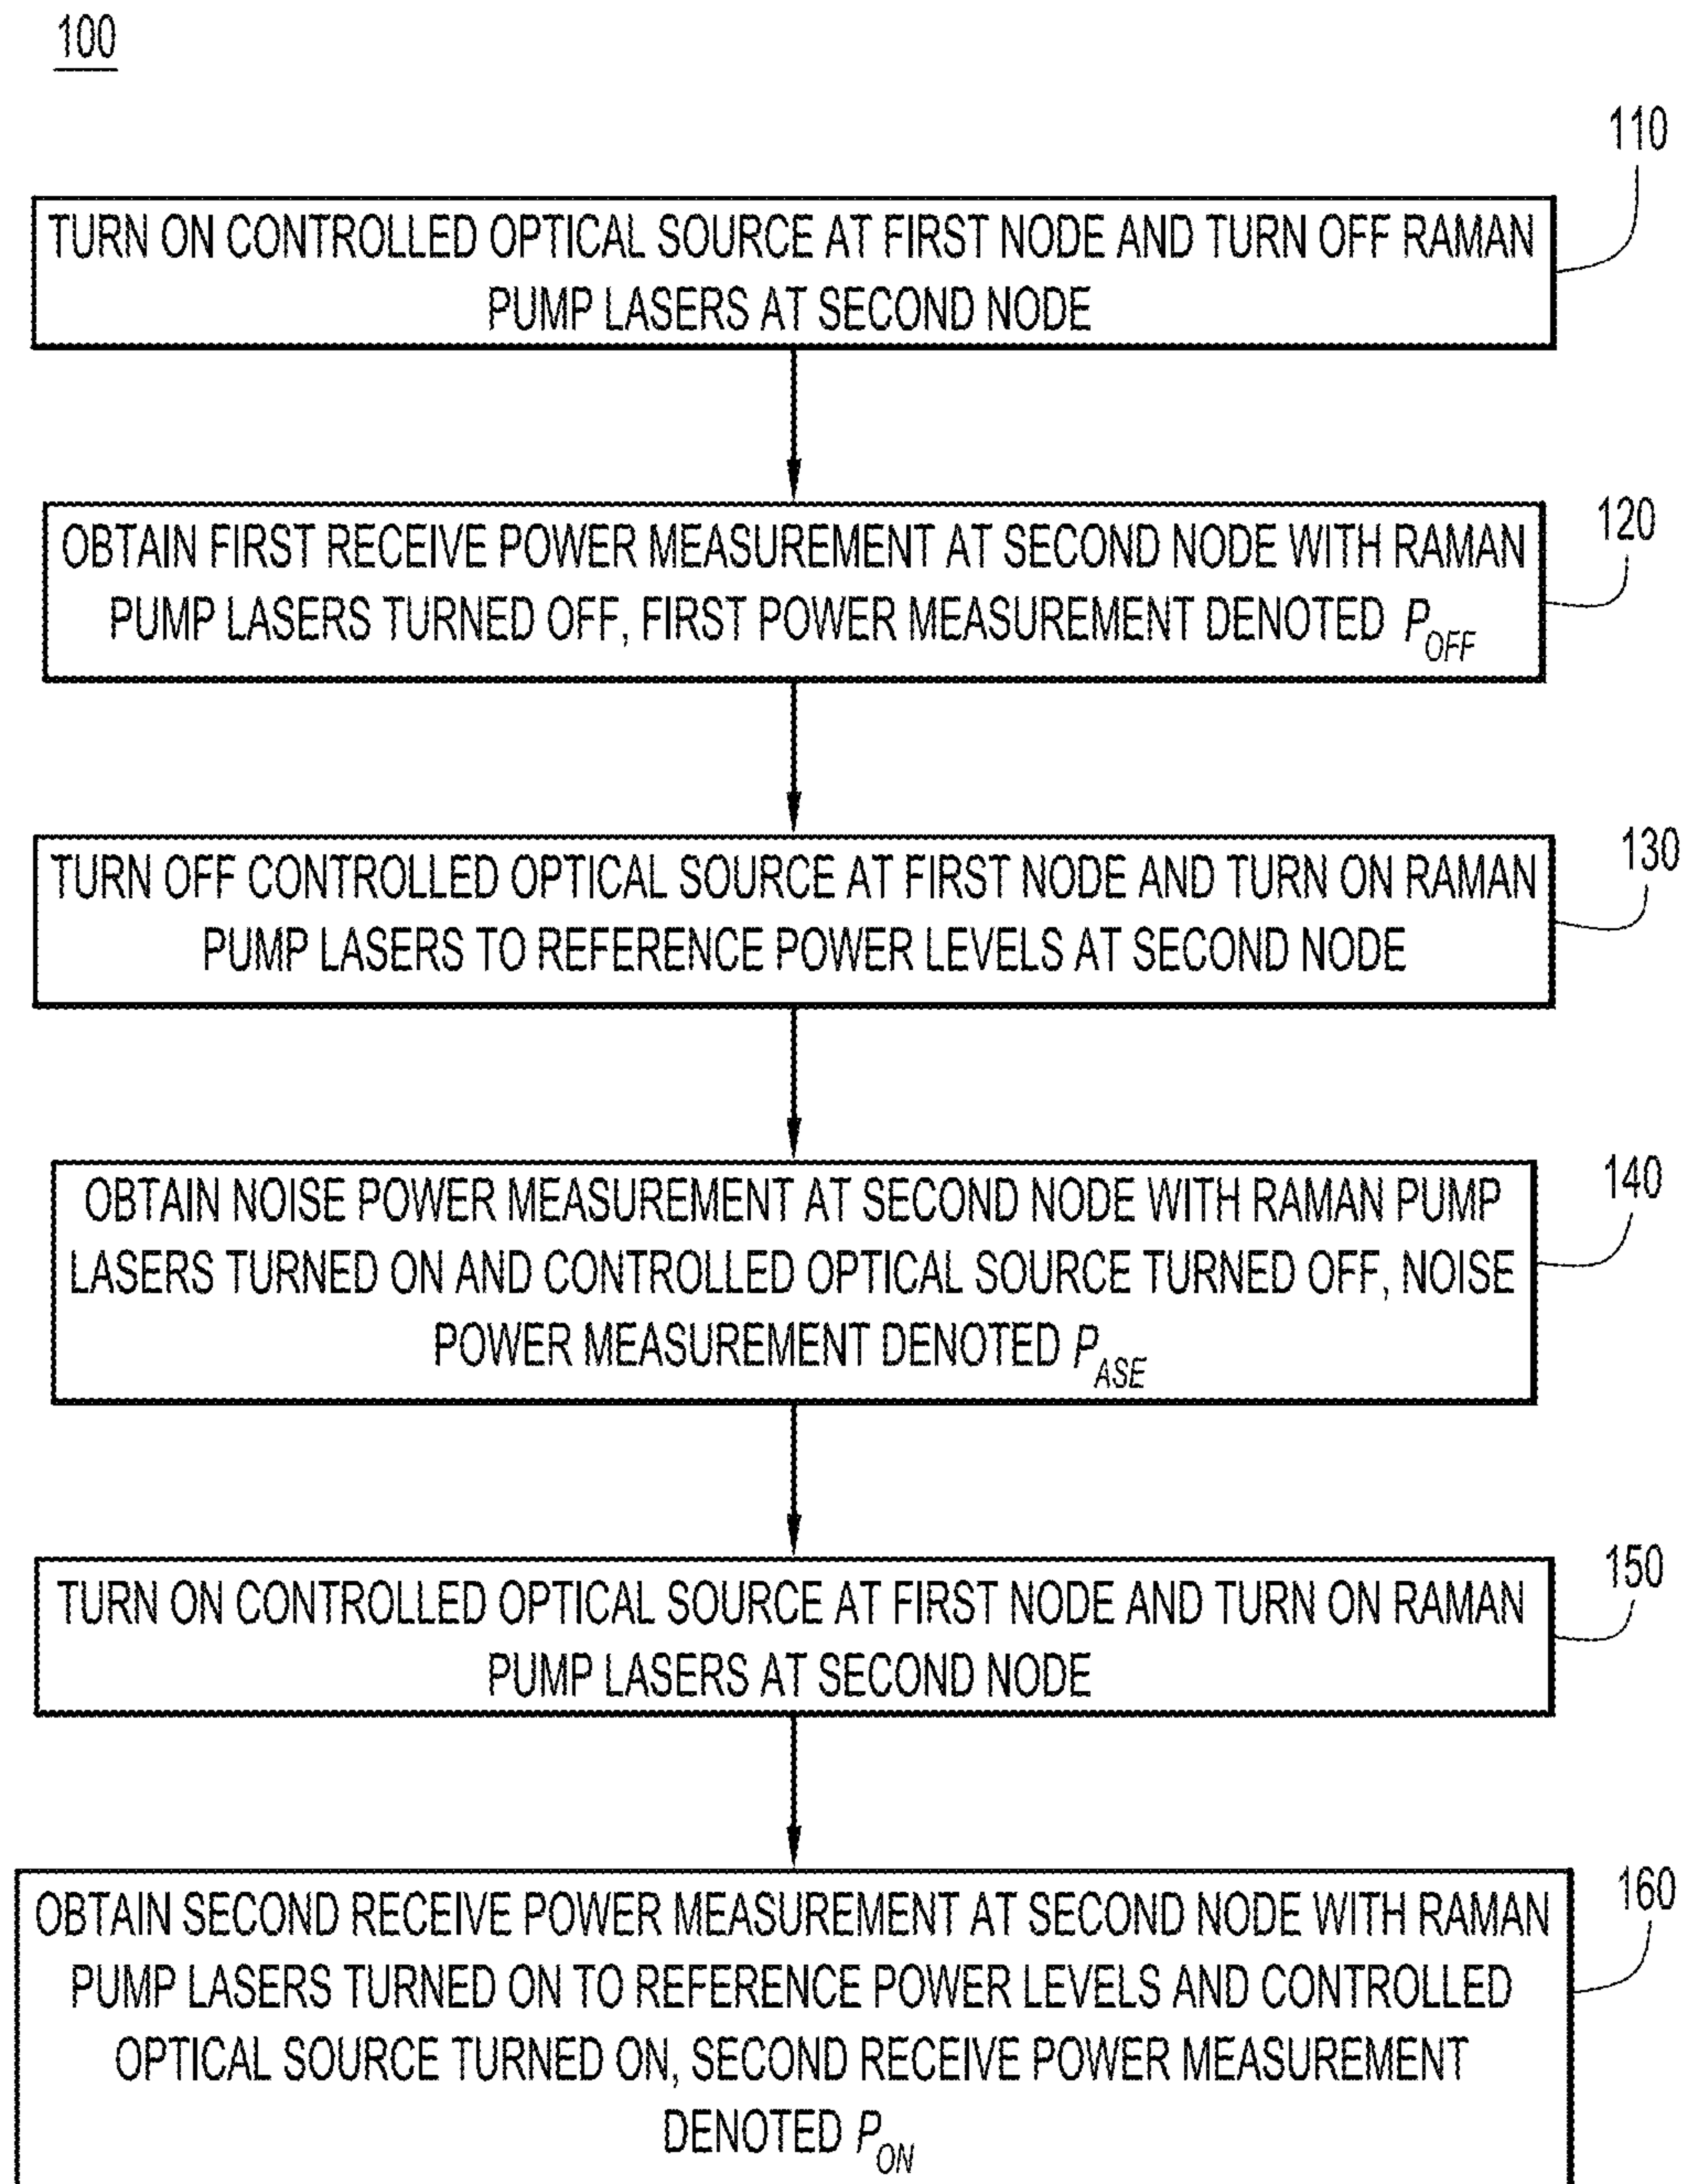 100
110
TURN ON CONTROLLED OPTICAL SOURCE AT FIRST NODE AND TURN OFF RAMAN
PUMP LASERS AT SECOND NODE
120
OBTAIN FIRST RECEIVE POWER MEASUREMENT AT SECOND NODE WITH RAMAN
PUMP LASERS TURNED OFF, FIRST POWER MEASUREMENT DENOTED P_OFF
130
TURN OFF CONTROLLED OPTICAL SOURCE AT FIRST NODE AND TURN ON RAMAN
PUMP LASERS TO REFERENCE POWER LEVELS AT SECOND NODE
140
OBTAIN NOISE POWER MEASUREMENT AT SECOND NODE WITH RAMAN PUMP
LASERS TURNED ON AND CONTROLLED OPTICAL SOURCE TURNED OFF, NOISE
POWER MEASUREMENT DENOTED P_ASE
150
TURN ON CONTROLLED OPTICAL SOURCE AT FIRST NODE AND TURN ON RAMAN
PUMP LASERS AT SECOND NODE
160
OBTAIN SECOND RECEIVE POWER MEASUREMENT AT SECOND NODE WITH RAMAN
PUMP LASERS TURNED ON TO REFERENCE POWER LEVELS AND CONTROLLED
OPTICAL SOURCE TURNED ON, SECOND RECEIVE POWER MEASUREMENT
DENOTED P_ON